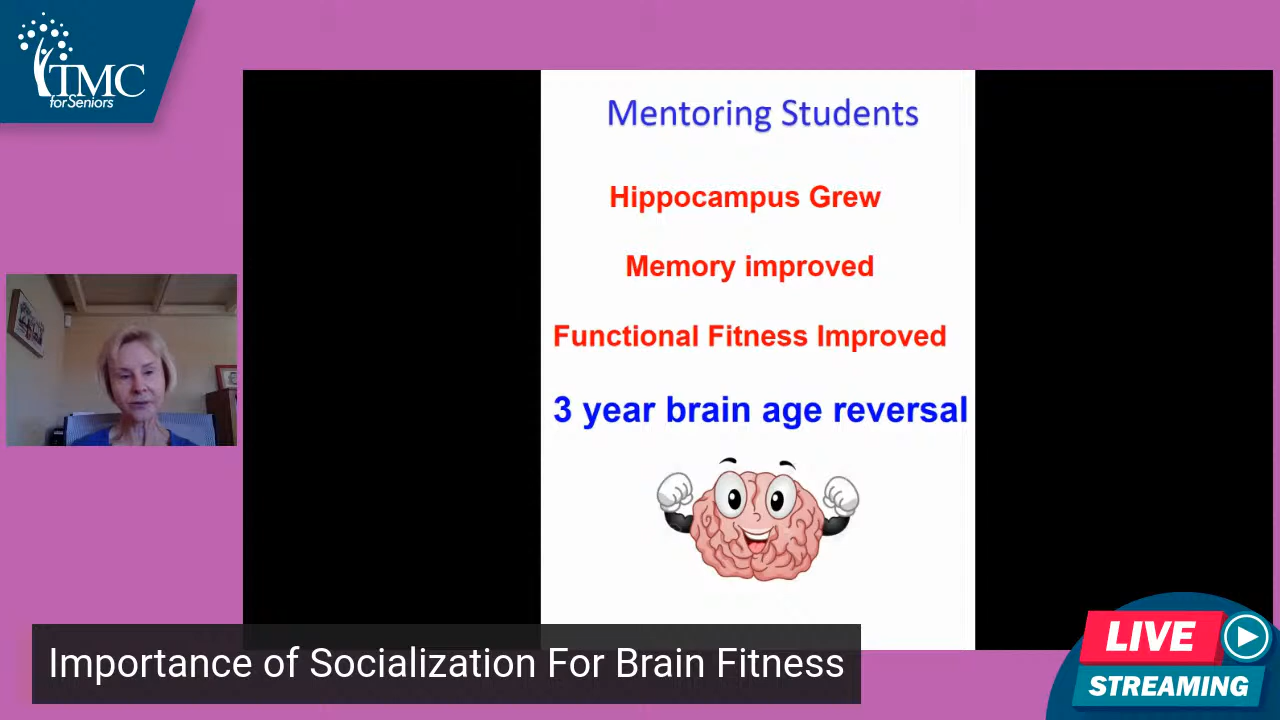 TMC
for Seniors
Mentoring Students
Hippocampus Grew
Memory improved
Functional Fitness Improved
3 year brain age reversal
Importance of Socialization For Brain Fitness
LIVE
STREAMING